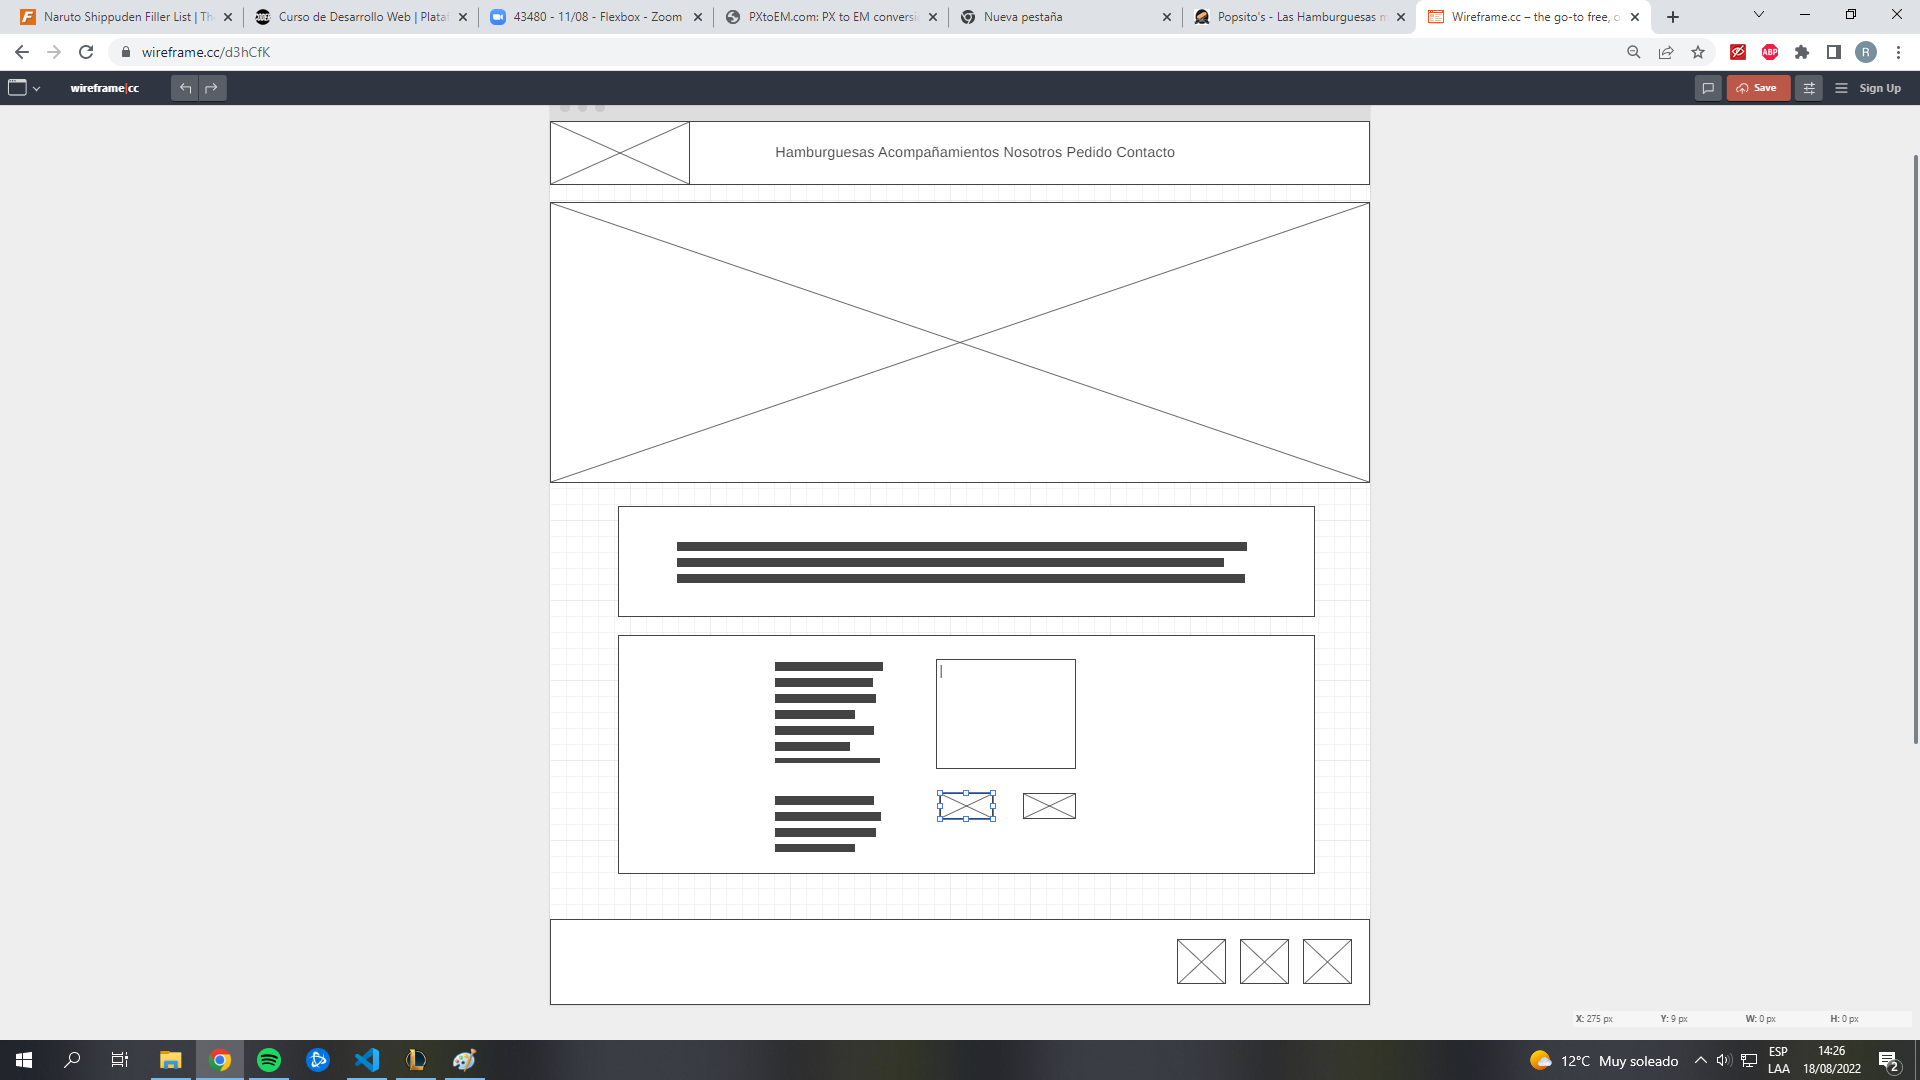 Naruto Shippuden Filler List | Th
Curso de Desarrollo Web | Plataf
43480 - 11/08 - Flexbox - Zoom
PXtoEM.com: PX to EM conversi
Nueva pestaña
Popsito's - Las Hamburguesas m
Wireframe.cc – the go-to free, o
wireframe.cc/d3hCfK
ABP
R
wireframe|cc
Save
Sign Up
Hamburguesas Acompañamientos Nosotros Pedido Contacto
X: 275 px Y: 9 px W: 0 px H: 0 px
12°C Muy soleado
ESP
LAA
14:26
18/08/2022
2